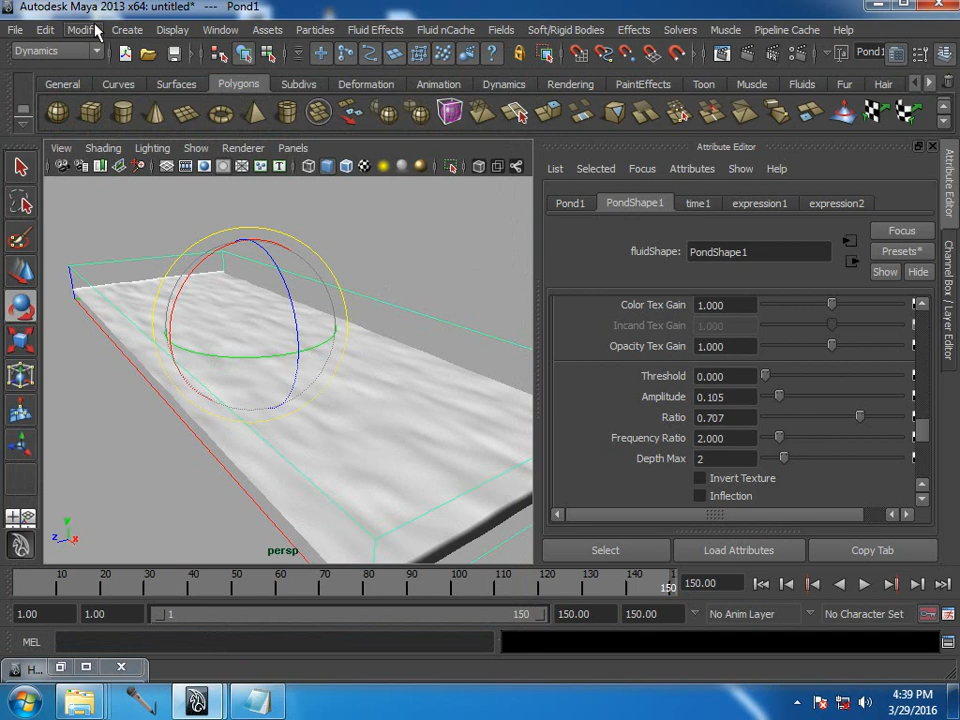 Autodesk Maya 2013 x64: untitled* --- Pond1
File Edit Modify Create Display Window Assets Particles Fluid Effects Fluid nCache Fields Soft/Rigid Bodies Effects Solvers Muscle Pipeline Cache Help
Dynamics Pond1
General Curves Surfaces Polygons Subdivs Deformation Animation Dynamics Rendering PaintEffects Toon Muscle Fluids Fur Hair
View Shading Lighting Show Renderer Panels
Attribute Editor
List Selected Focus Attributes Show Help
Pond1 PondShape1 time1 expression1 expression2
Focus
fluidShape: PondShape1
Presets*
Show Hide
Color Tex Gain 1.000
Incand Tex Gain 1.000
Opacity Tex Gain 1.000
Threshold 0.000
Amplitude 0.105
Ratio 0.707
Frequency Ratio 2.000
Depth Max 2
Invert Texture
Inflection
Select Load Attributes Copy Tab
Attribute Editor
Channel Box / Layer Editor
y
z x
persp
10 20 30 40 50 60 70 80 90 100 110 120 130 140 1
150 150.00
1.00 1.00 1 150 150.00 150.00 No Anim Layer No Character Set
MEL
H...
4:39 PM
3/29/2016